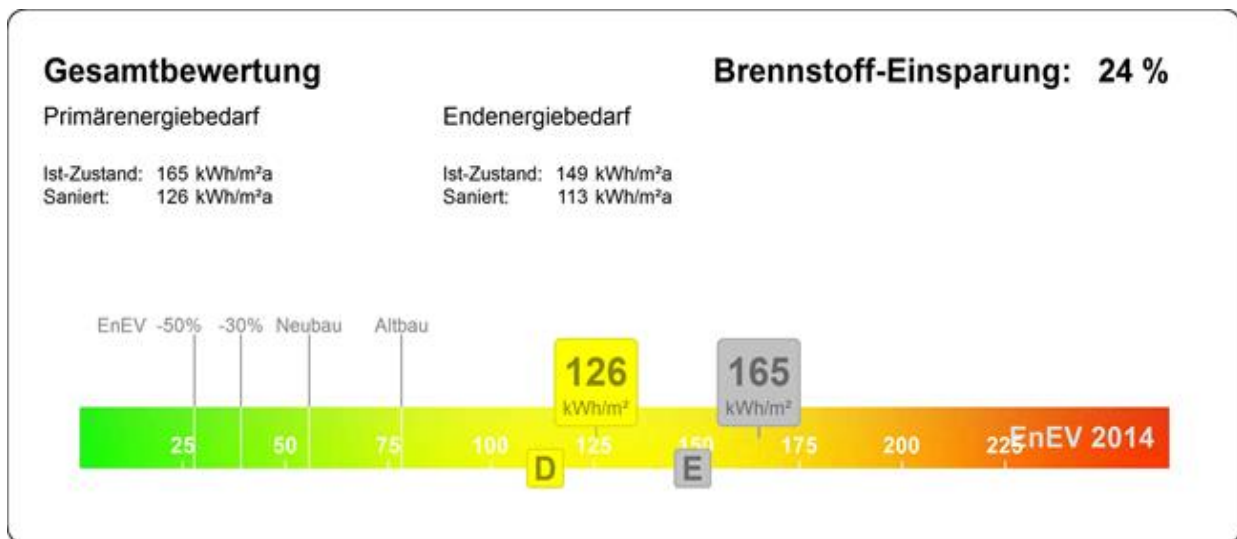 Gesamtbewertung
Brennstoff-Einsparung: 24 %
Primärenergiebedarf
Endenergiebedarf
Ist-Zustand: 165 kWh/m²a
Saniert: 126 kWh/m²a
Ist-Zustand: 149 kWh/m²a
Saniert: 113 kWh/m²a
EnEV -50% -30% Neubau Altbau
126
kWh/m²
165
kWh/m²
25 50 75 100 125 150 175 200 225 EnEV 2014
D E